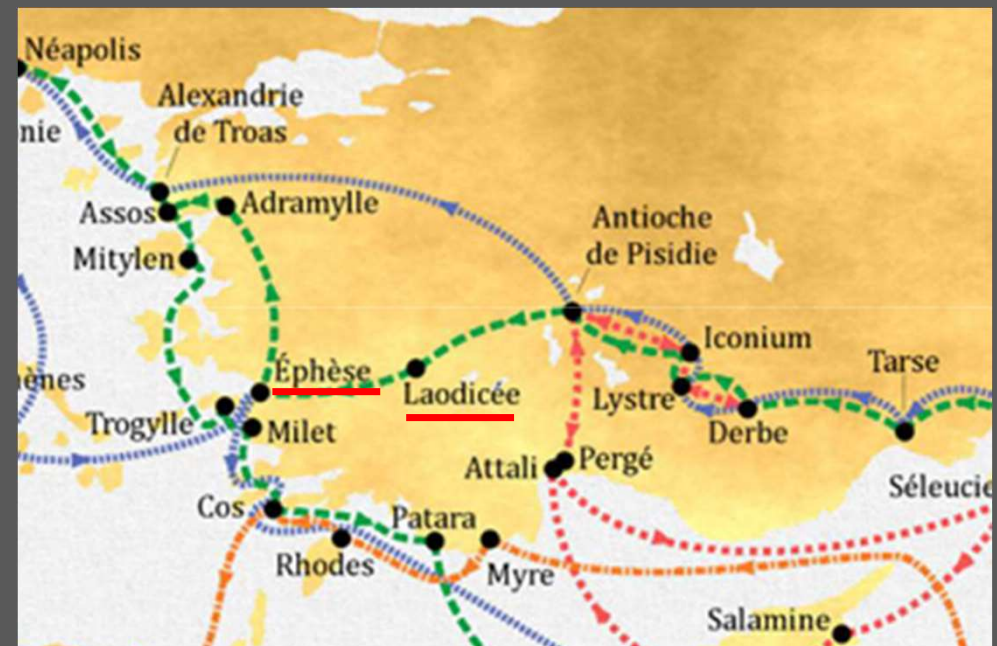 Néapolis
Alexandrie
de Troas
nie
Assos
Adramylle
Mitylen
Antioche
de Pisidie
Iconium
Tarse
ènes
Éphèse
Laodicée
Lystre
Trogylle
Milet
Derbe
Attali
Pergé
Séleucie
Cos
Patara
Rhodes
Myre
Salamine